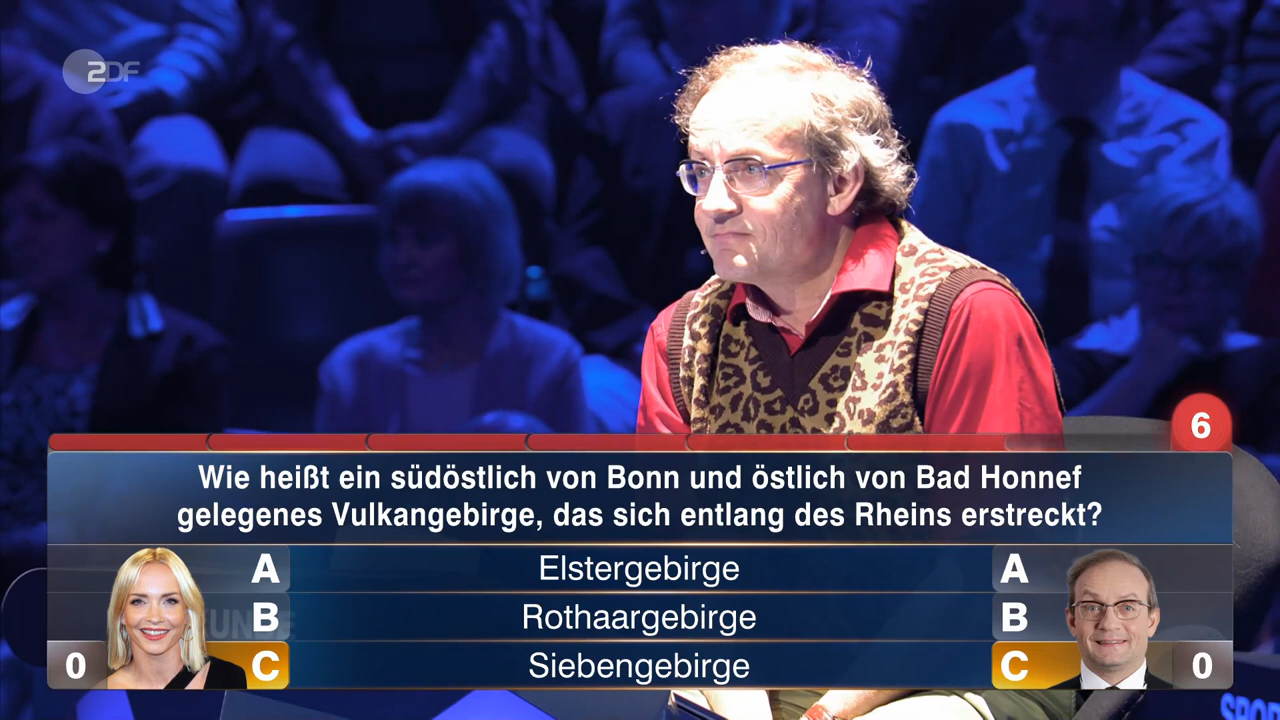 ZDF
6
Wie heißt ein südöstlich von Bonn und östlich von Bad Honnef
gelegenes Vulkangebirge, das sich entlang des Rheins erstreckt?
A Elstergebirge A
B Rothaargebirge B
0 C Siebengebirge C 0